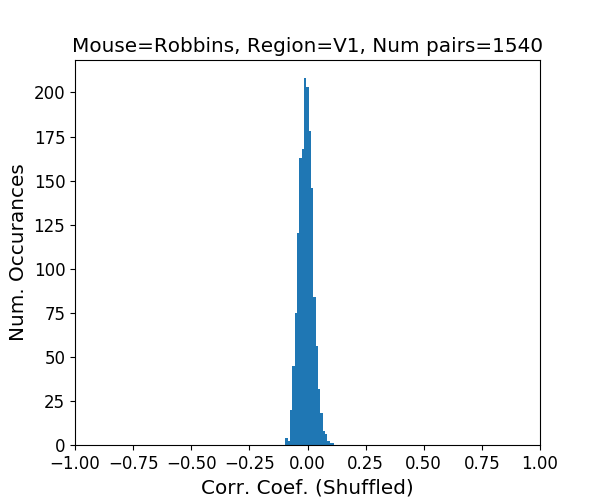 Mouse=Robbins, Region=V1, Num pairs=1540
Num. Occurances
200
175
150
125
100
75
50
25
0
−1.00 −0.75 −0.50 −0.25 0.00 0.25 0.50 0.75 1.00
Corr. Coef. (Shuffled)